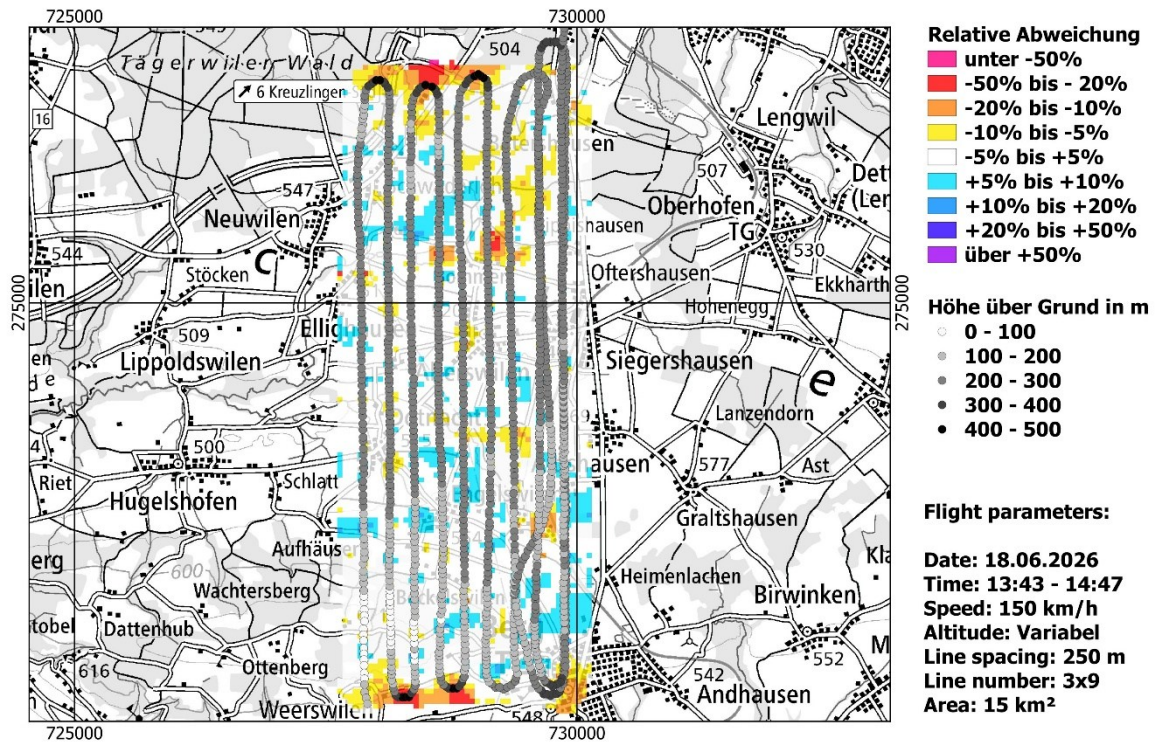 725000
730000
504
Tägerwilen-Wald
6 Kreuzlingen
16
Lengwil
507
Oberhofen
TG
547
Neuwilen
544
530
Stöcken
Oftershausen
Ekkharth
c
Hohenegg
275000
275000
509
Ellighausen
Lippoldswilen
Siegershausen
e
Lanzendorn
500
577
Ast
Riet
Schlatt
hausen
Hugelshofen
Graltshausen
Aufhäus
erg
600
Heimenlachen
Wachtersberg
Birwinken
Dattenhub
616
Ottenberg
552
542
Andhausen
Weerswilen
548
725000
730000
Relative Abweichung
unter -50%
-50% bis - 20%
-20% bis -10%
-10% bis -5%
-5% bis +5%
+5% bis +10%
+10% bis +20%
+20% bis +50%
über +50%
Höhe über Grund in m
0 - 100
100 - 200
200 - 300
300 - 400
400 - 500
Flight parameters:
Date: 18.06.2026
Time: 13:43 - 14:47
Speed: 150 km/h
Altitude: Variabel
Line spacing: 250 m
Line number: 3x9
Area: 15 km²